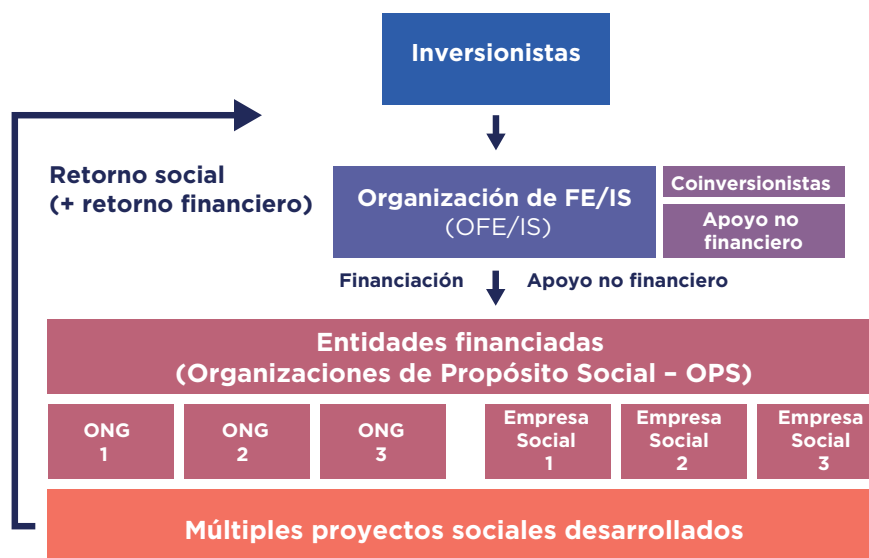 Inversionistas
Retorno social
(+ retorno financiero)
Organización de FE/IS
(OFE/IS)
Coinversionistas
Apoyo no
financiero
Financiación
Apoyo no financiero
Entidades financiadas
(Organizaciones de Propósito Social – OPS)
ONG
1
ONG
2
ONG
3
Empresa
Social
1
Empresa
Social
2
Empresa
Social
3
Múltiples proyectos sociales desarrollados